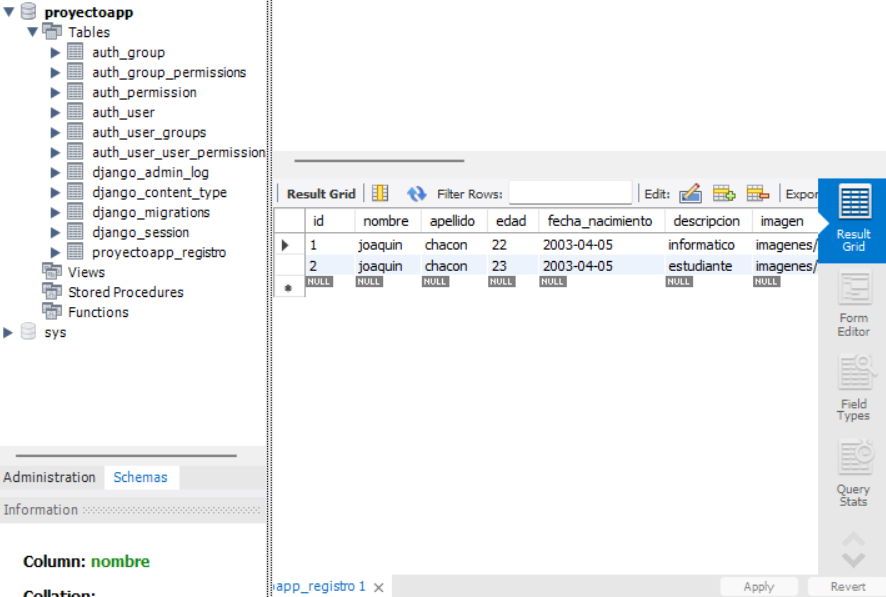 proyectoapp
Tables
auth_group
auth_group_permissions
auth_permission
auth_user
auth_user_groups
auth_user_user_permission
django_admin_log
django_content_type
django_migrations
django_session
proyectoapp_registro
Views
Stored Procedures
Functions
sys
Administration Schemas
Information
Column: nombre
Collation:
Result Grid Filter Rows: Edit: Expor
id nombre apellido edad fecha_nacimiento descripcion imagen
1 joaquin chacon 22 2003-04-05 informatico imagenes/
2 joaquin chacon 23 2003-04-05 estudiante imagenes/
NULL NULL NULL NULL NULL NULL NULL
Result
Grid
Form
Editor
Field
Types
Query
Stats
app_registro 1
Apply Revert